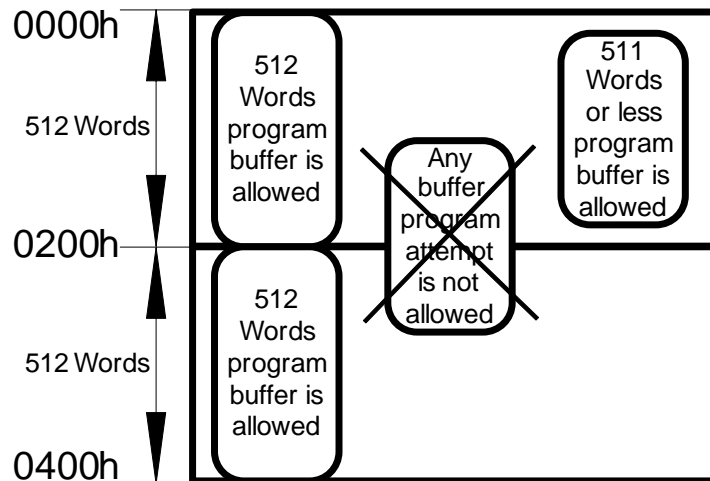 0000h
512 Words
0200h
512 Words
0400h
512
Words
program
buffer is
allowed
512
Words
program
buffer is
allowed
Any
buffer
program
attempt
is not
allowed
511
Words
or less
program
buffer is
allowed